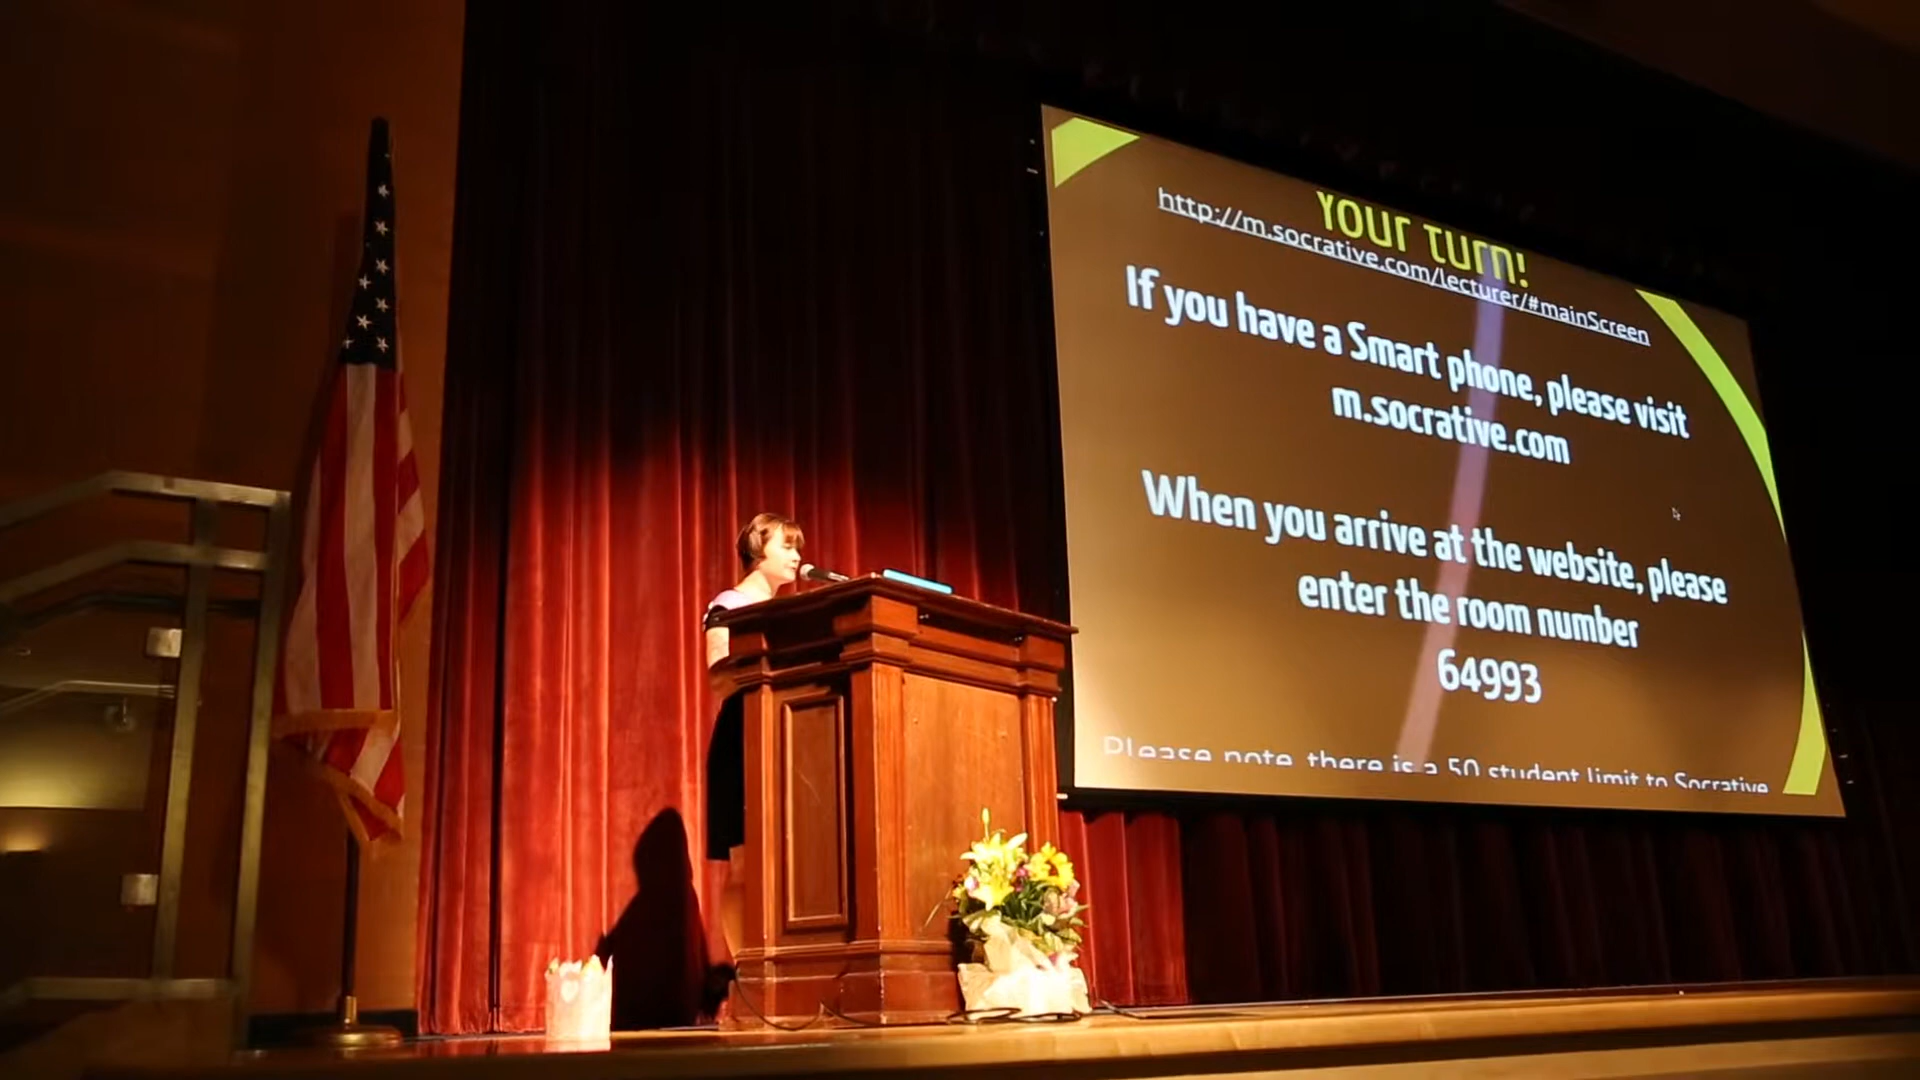 Your turn!
http://m.socrative.com/lecturer/#mainScreen
If you have a Smart phone, please visit
m.socrative.com
When you arrive at the website, please
enter the room number
64993
Please note, there is a 50 student limit to Socrative